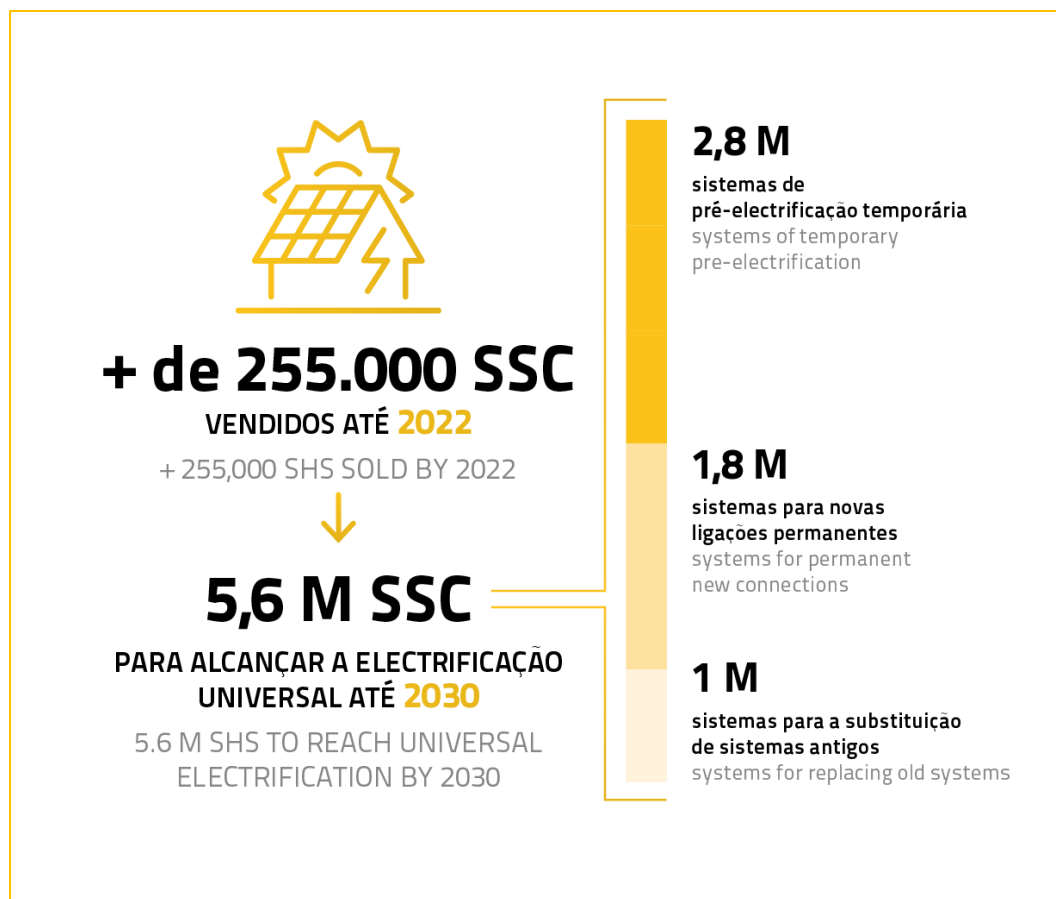 + de 255.000 SSC
VENDIDOS ATÉ 2022
+ 255,000 SHS SOLD BY 2022
5,6 M SSC
PARA ALCANÇAR A ELECTRIFICAÇÃO
UNIVERSAL ATÉ 2030
5.6 M SHS TO REACH UNIVERSAL
ELECTRIFICATION BY 2030
2,8 M
sistemas de
pré-electrificação temporária
systems of temporary
pre-electrification
1,8 M
sistemas para novas
ligações permanentes
systems for permanent
new connections
1 M
sistemas para a substituição
de sistemas antigos
systems for replacing old systems